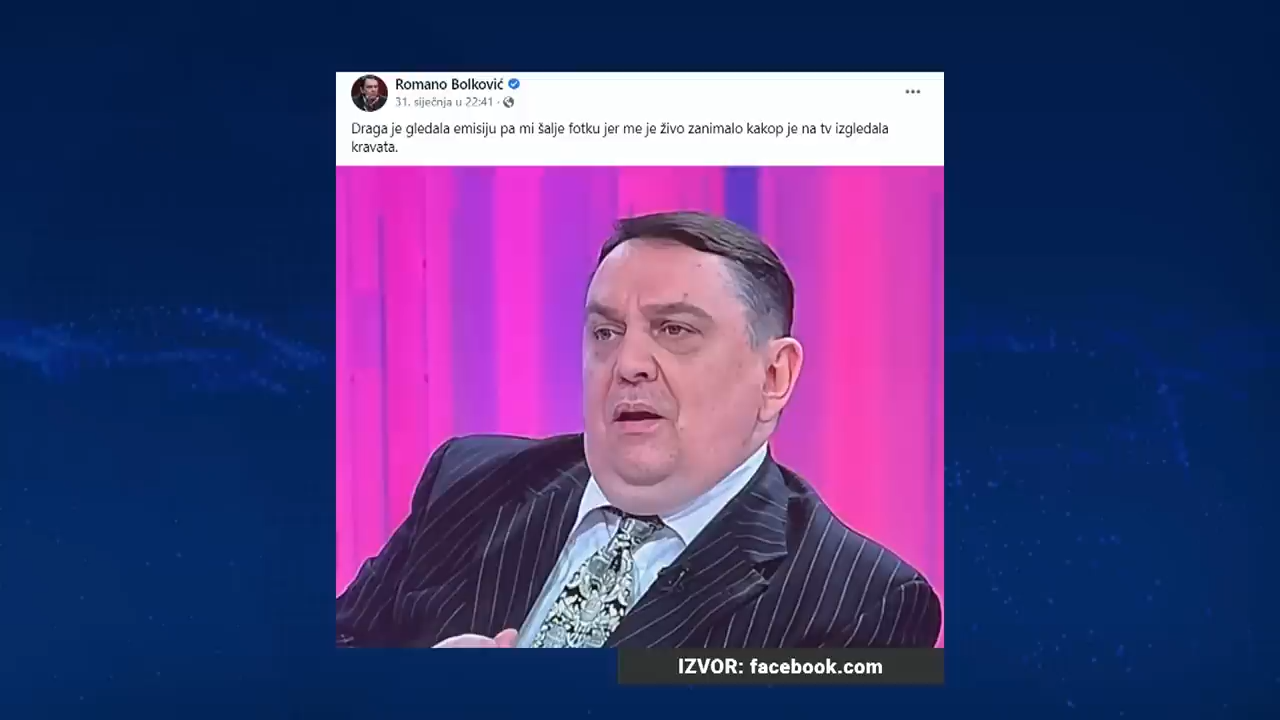 Romano Bolković
31. siječnja u 22:41 ·
Draga je gledala emisiju pa mi šalje fotku jer me je živo zanimalo kakop je na tv izgledala
kravata.
IZVOR: facebook.com